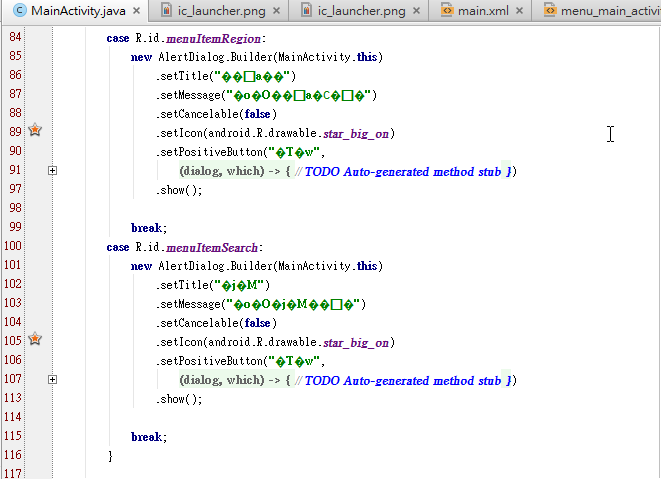 MainActivity.java × ic_launcher.png × ic_launcher.png × main.xml × menu_main_activi
84 case R.id.menuItemRegion:
85 new AlertDialog.Builder(MainActivity.this)
86 .setTitle("��□a��")
87 .setMessage("�o�O��□a�C�□�")
88 .setCancelable(false)
89 .setIcon(android.R.drawable.star_big_on)
90 .setPositiveButton("�T�w",
91 (dialog, which) -> { // TODO Auto-generated method stub })
97 .show();
98
99 break;
100 case R.id.menuItemSearch:
101 new AlertDialog.Builder(MainActivity.this)
102 .setTitle("�j�M")
103 .setMessage("�o�O�j�M��□�")
104 .setCancelable(false)
105 .setIcon(android.R.drawable.star_big_on)
106 .setPositiveButton("�T�w",
107 (dialog, which) -> { // TODO Auto-generated method stub })
113 .show();
114
115 break;
116 }
117